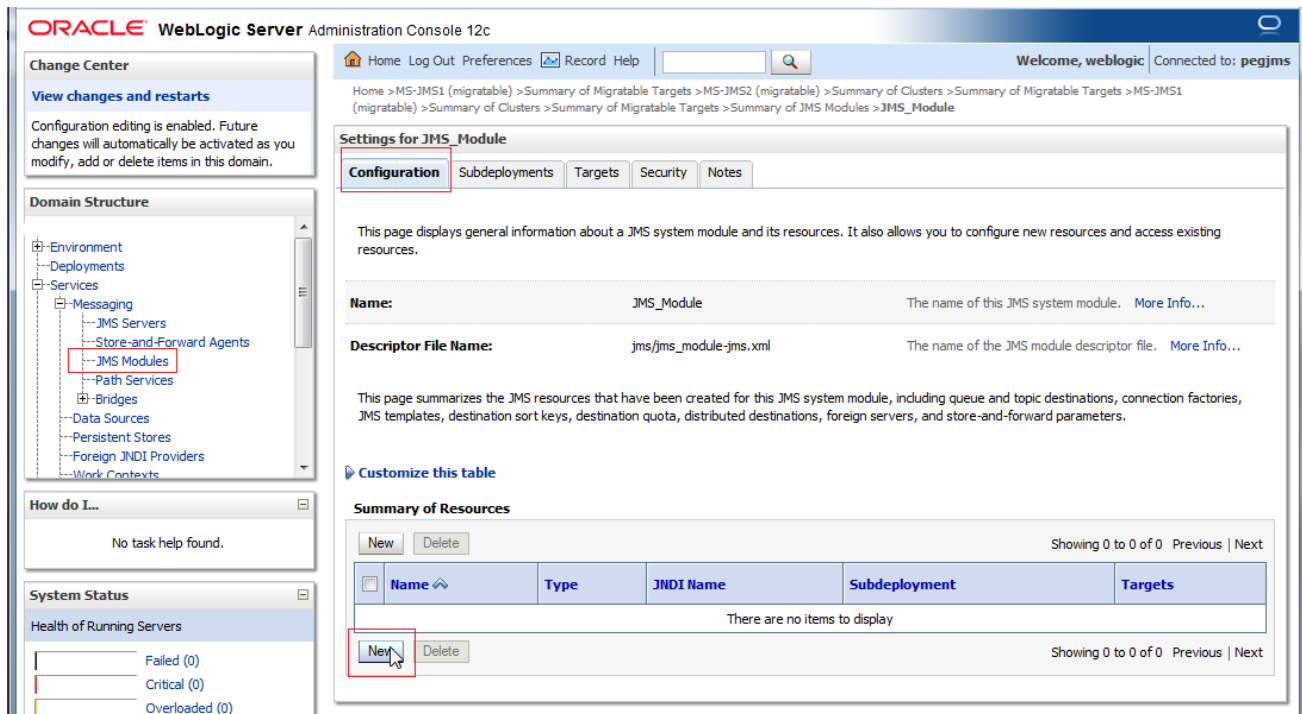 ORACLE WebLogic Server Administration Console 12c
Change Center
View changes and restarts
Configuration editing is enabled. Future
changes will automatically be activated as you
modify, add or delete items in this domain.
Domain Structure
Environment
Deployments
Services
Messaging
JMS Servers
Store-and-Forward Agents
JMS Modules
Path Services
Bridges
Data Sources
Persistent Stores
Foreign JNDI Providers
Work Contexts
How do I...
No task help found.
System Status
Health of Running Servers
Failed (0)
Critical (0)
Overloaded (0)
Home Log Out Preferences Record Help
Welcome, weblogic Connected to: pegjms
Home >MS-JMS1 (migratable) >Summary of Migratable Targets >MS-JMS2 (migratable) >Summary of Clusters >Summary of Migratable Targets >MS-JMS1
(migratable) >Summary of Clusters >Summary of Migratable Targets >Summary of JMS Modules >JMS_Module
Settings for JMS_Module
Configuration Subdeployments Targets Security Notes
This page displays general information about a JMS system module and its resources. It also allows you to configure new resources and access existing
resources.
Name: JMS_Module The name of this JMS system module. More Info...
Descriptor File Name: jms/jms_module-jms.xml The name of the JMS module descriptor file. More Info...
This page summarizes the JMS resources that have been created for this JMS system module, including queue and topic destinations, connection factories,
JMS templates, destination sort keys, destination quota, distributed destinations, foreign servers, and store-and-forward parameters.
Customize this table
Summary of Resources
New Delete Showing 0 to 0 of 0 Previous | Next
Name Type JNDI Name Subdeployment Targets
There are no items to display
New Delete Showing 0 to 0 of 0 Previous | Next